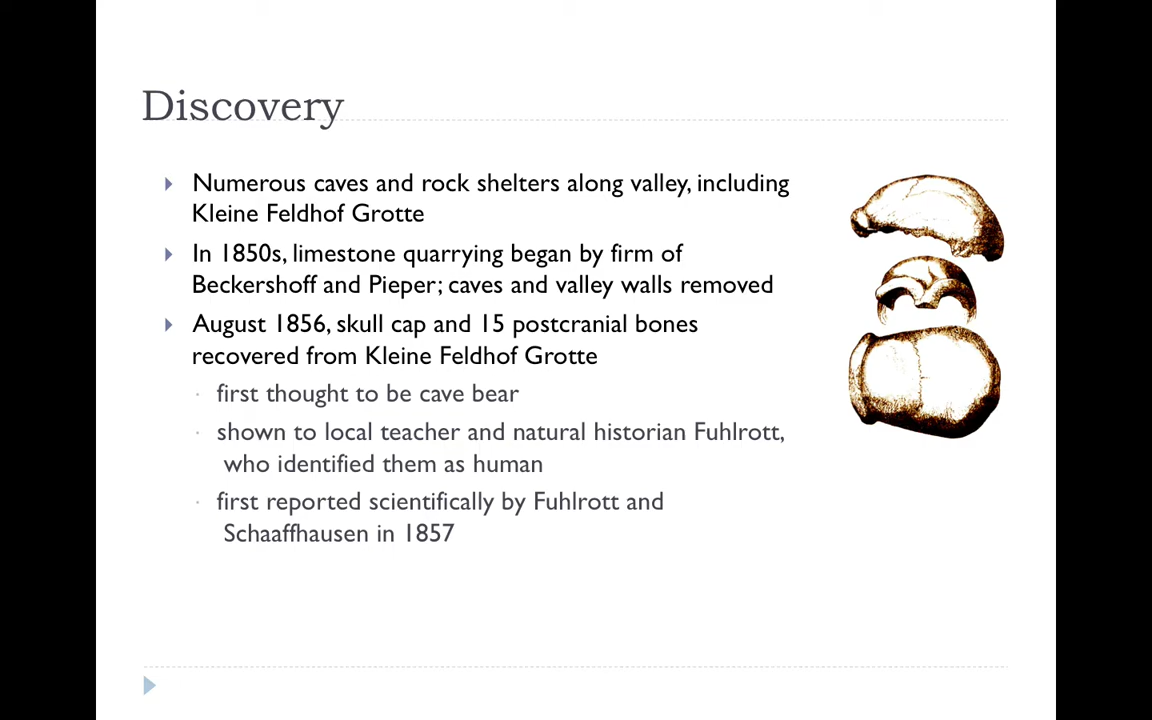 Discovery
Numerous caves and rock shelters along valley, including
Kleine Feldhof Grotte
In 1850s, limestone quarrying began by firm of
Beckershoff and Pieper; caves and valley walls removed
August 1856, skull cap and 15 postcranial bones
recovered from Kleine Feldhof Grotte
first thought to be cave bear
shown to local teacher and natural historian Fuhlrott,
who identified them as human
first reported scientifically by Fuhlrott and
Schaaffhausen in 1857